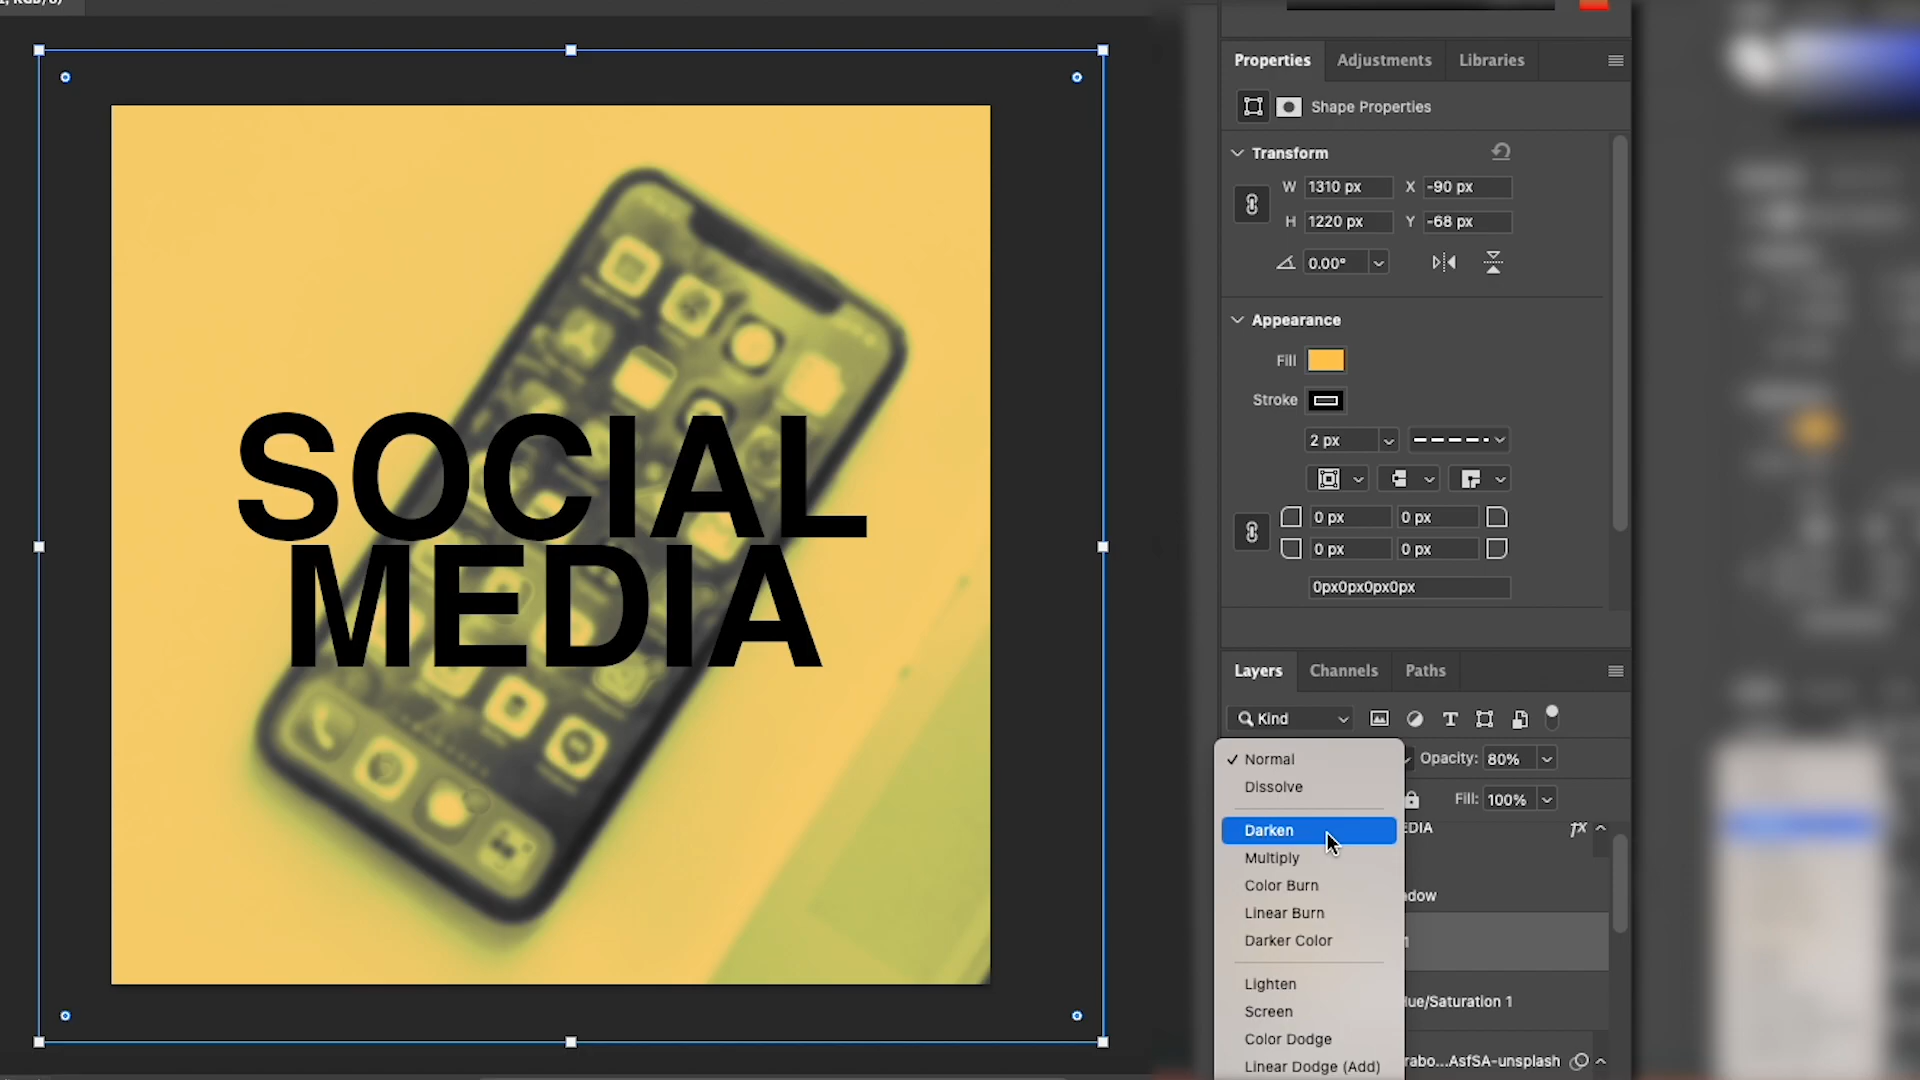 SOCIAL
MEDIA
Properties
Adjustments
Libraries
Shape Properties
Transform
W 1310 px X -90 px
H 1220 px Y -68 px
0.00°
Appearance
Fill
Stroke
2 px
0 px 0 px
0 px 0 px
0px0px0px0px
Layers
Channels
Paths
Kind
Normal
Opacity: 80%
Dissolve
Fill: 100%
Darken
EDIA
fx
Multiply
Color Burn
dow
Linear Burn
Darker Color
1
Lighten
ue/Saturation 1
Screen
Color Dodge
rabo...AsfSA-unsplash
Linear Dodge (Add)